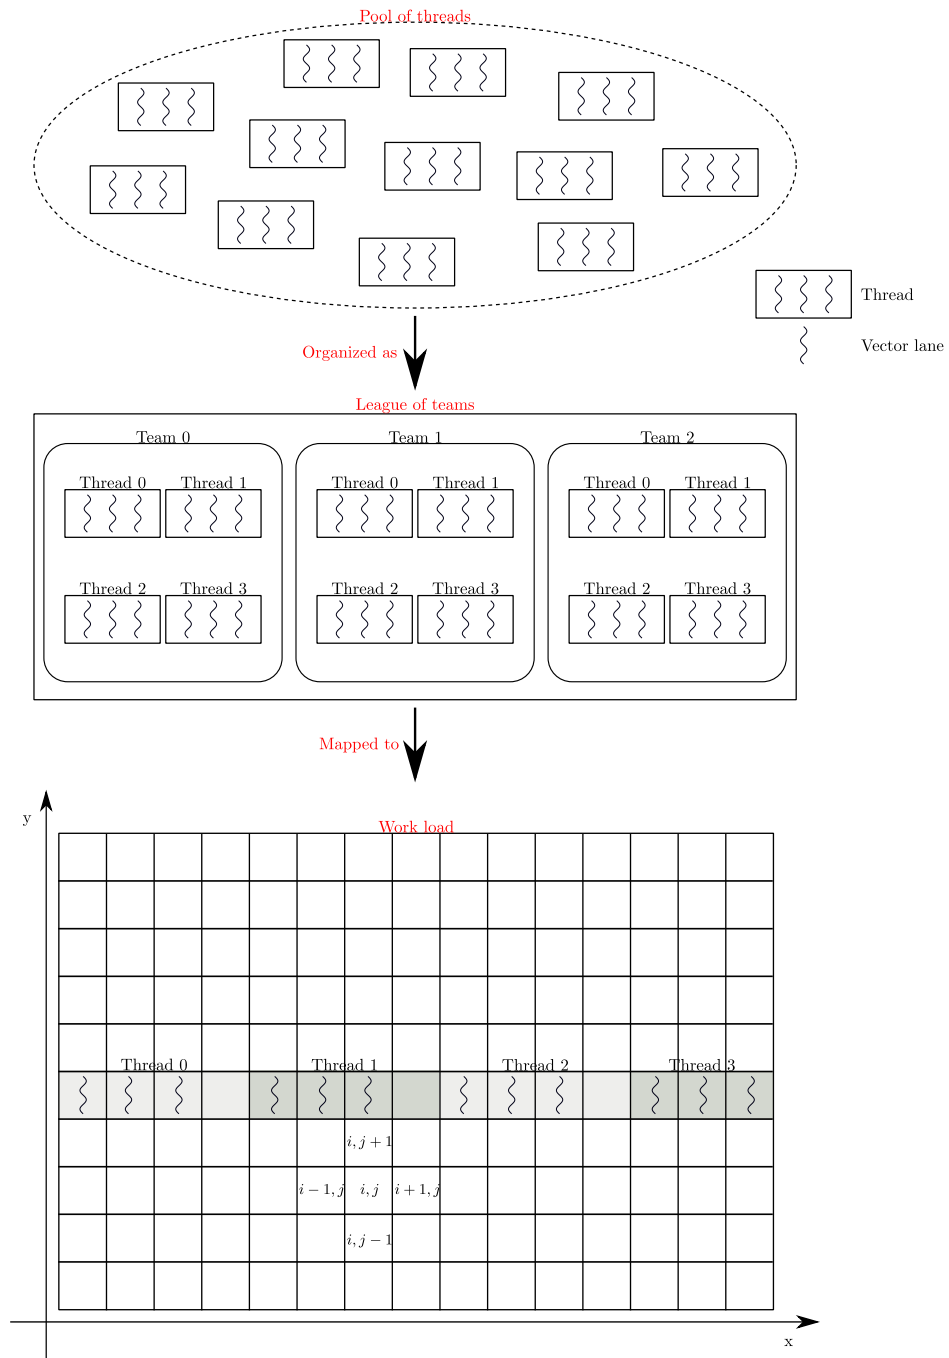 Pool of threads
Thread
Vector lane
Organized as
League of teams
Team 0 Team 1 Team 2
Thread 0 Thread 1 Thread 0 Thread 1 Thread 0 Thread 1
Thread 2 Thread 3 Thread 2 Thread 3 Thread 2 Thread 3
Mapped to
y
Work load
Thread 0 Thread 1 Thread 2 Thread 3
i, j + 1
i − 1, j i, j i + 1, j
i, j − 1
x